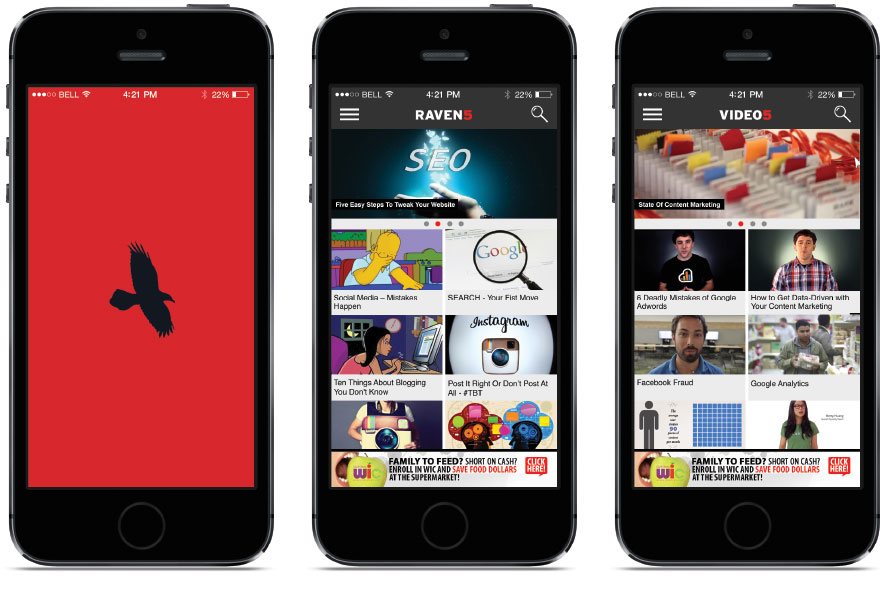 BELL 4:21 PM 22%
BELL 4:21 PM 22%
RAVEN5
SEO
Five Easy Steps To Tweak Your Website
Google
Social Media – Mistakes
Happen
SEARCH - Your Fist Move
Instagram
Ten Things About Blogging
You Don't Know
Post It Right Or Don't Post At
All - #TBT
wic
FAMILY TO FEED? SHORT ON CASH?
ENROLL IN WIC AND SAVE FOOD DOLLARS
AT THE SUPERMARKET!
CLICK
HERE!
BELL 4:21 PM 22%
VIDEO5
State Of Content Marketing
6 Deadly Mistakes of Google
Adwords
How to Get Data-Driven with
Your Content Marketing
Facebook Fraud
Google Analytics
The
90
wic
FAMILY TO FEED? SHORT ON CASH?
ENROLL IN WIC AND SAVE FOOD DOLLARS
AT THE SUPERMARKET!
CLICK
HERE!